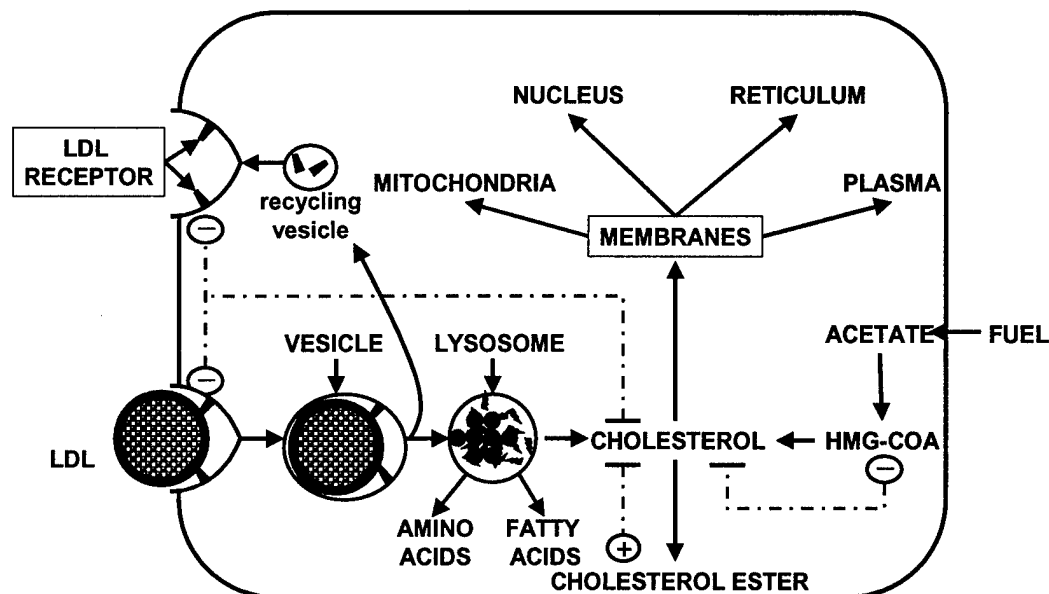 NUCLEUS
RETICULUM
LDL
RECEPTOR
MITOCHONDRIA
PLASMA
recycling
vesicle
MEMBRANES
ACETATE
FUEL
VESICLE
LYSOSOME
LDL
CHOLESTEROL
HMG-COA
AMINO
ACIDS
FATTY
ACIDS
CHOLESTEROL ESTER